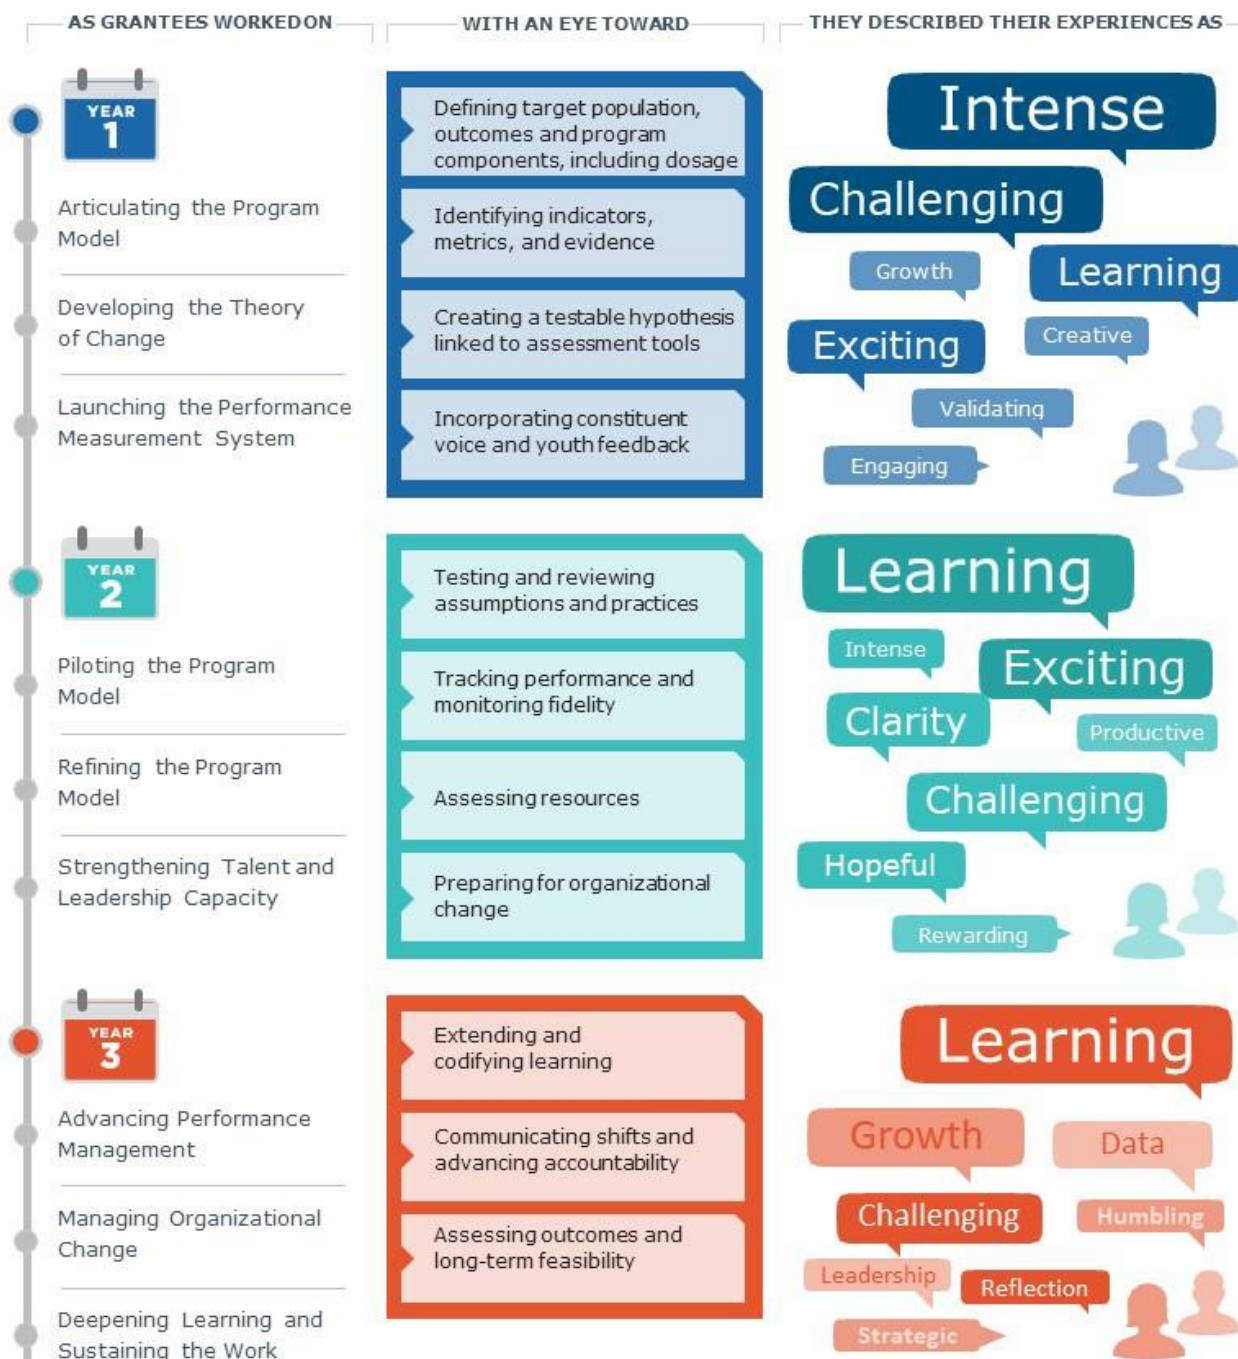 AS GRANTEES WORKED ON
WITH AN EYE TOWARD
THEY DESCRIBED THEIR EXPERIENCES AS
YEAR
1
Articulating the Program
Model
Developing the Theory
of Change
Launching the Performance
Measurement System
Defining target population,
outcomes and program
components, including dosage
Identifying indicators,
metrics, and evidence
Creating a testable hypothesis
linked to assessment tools
Incorporating constituent
voice and youth feedback
Intense
Challenging
Growth
Learning
Exciting
Creative
Validating
Engaging
YEAR
2
Piloting the Program
Model
Refining the Program
Model
Strengthening Talent and
Leadership Capacity
Testing and reviewing
assumptions and practices
Tracking performance and
monitoring fidelity
Assessing resources
Preparing for organizational
change
Learning
Intense
Exciting
Clarity
Productive
Challenging
Hopeful
Rewarding
YEAR
3
Advancing Performance
Management
Managing Organizational
Change
Deepening Learning and
Sustaining the Work
Extending and
codifying learning
Communicating shifts and
advancing accountability
Assessing outcomes and
long-term feasibility
Learning
Growth
Data
Challenging
Humbling
Leadership
Reflection
Strategic